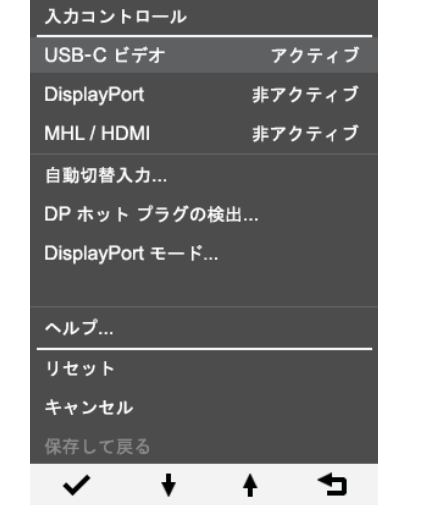 入力コントロール
USB-C ビデオ アクティブ
DisplayPort 非アクティブ
MHL / HDMI 非アクティブ
自動切替入力...
DP ホット プラグの検出...
DisplayPort モード...
ヘルプ...
リセット
キャンセル
保存して戻る